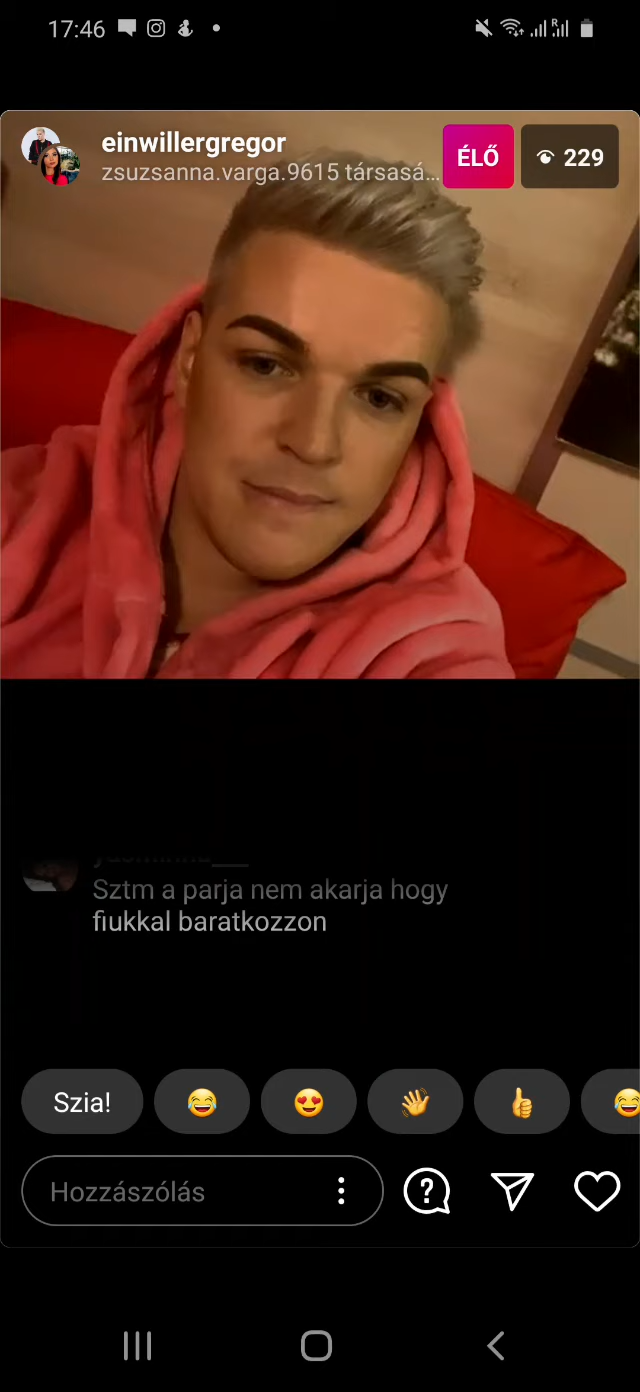 17:46
einwillergregor
zsuzsanna.varga.9615 társasá...
ÉLŐ
229
Sztm a parja nem akarja hogy
fiukkal baratkozzon
Szia!
Hozzászólás